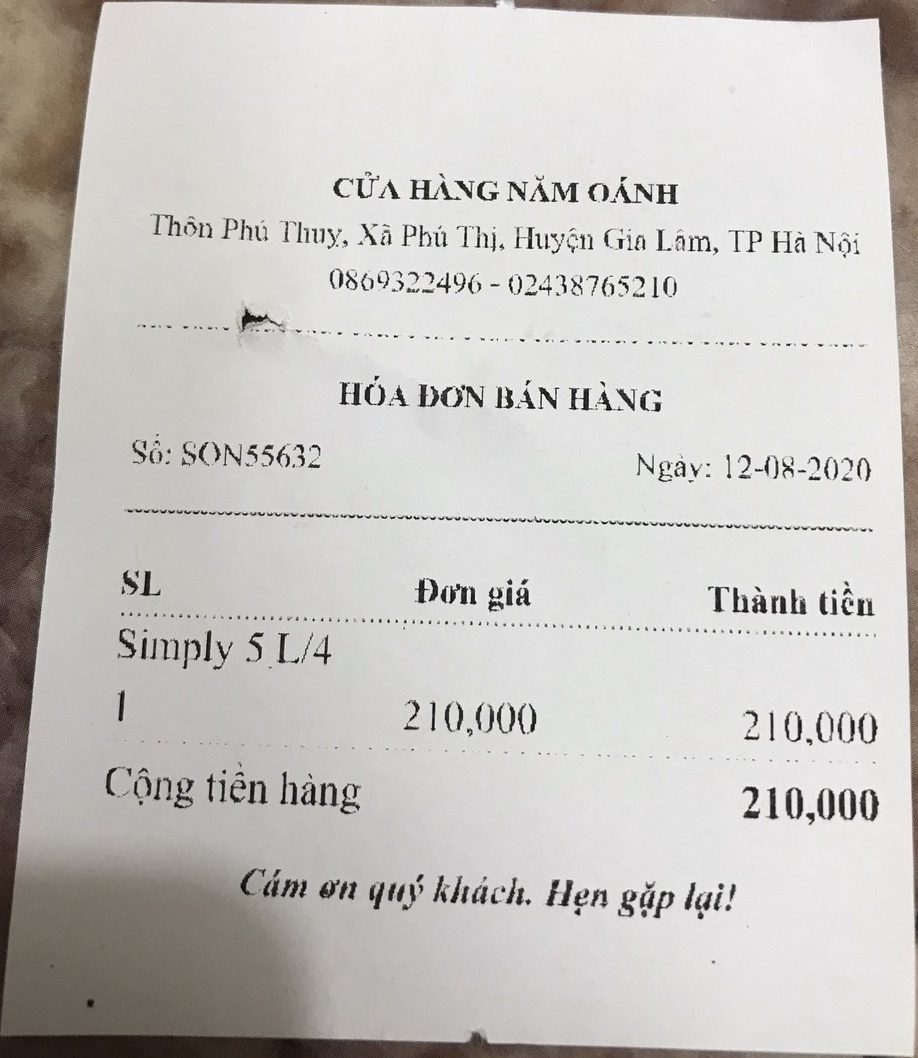 CỬA HÀNG NĂM OÁNH
Thôn Phú Thuy, Xã Phú Thị, Huyện Gia Lâm, TP Hà Nội
0869322496 - 02438765210
HÓA ĐƠN BÁN HÀNG
Số: SON55632 Ngày: 12-08-2020
SL Đơn giá Thành tiền
Simply 5 L/4
1 210,000 210,000
Cộng tiền hàng 210,000
Cám ơn quý khách. Hẹn gặp lại!